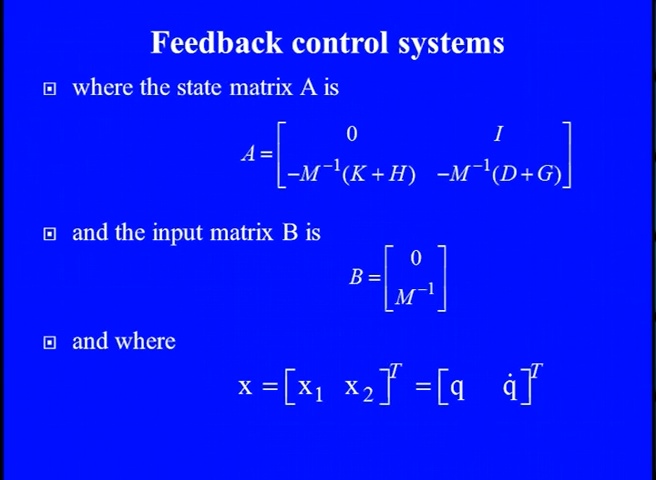 Feedback control systems
where the state matrix A is
A = [ 0 I
−M⁻¹(K + H) −M⁻¹(D + G) ]
and the input matrix B is
B = [ 0
M⁻¹ ]
and where
x = [x₁ x₂]ᵀ = [q q̇]ᵀ